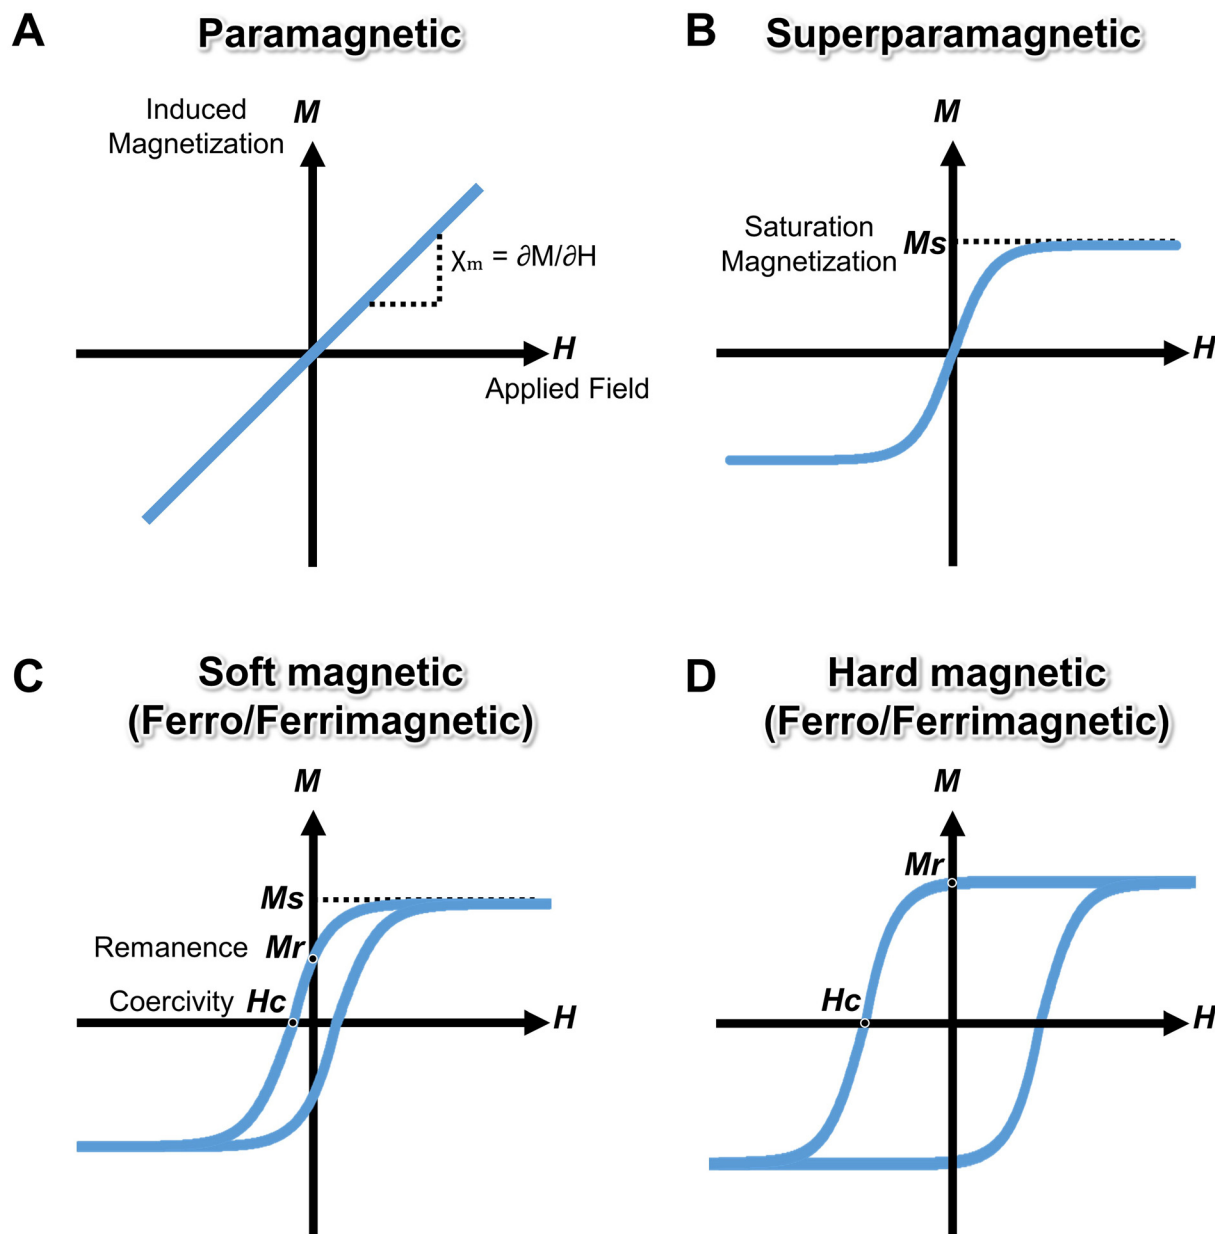 A
Paramagnetic
Induced
Magnetization
M
χm = ∂M/∂H
H
Applied Field
B
Superparamagnetic
M
Saturation
Magnetization
Ms
H
C
Soft magnetic
(Ferro/Ferrimagnetic)
M
Ms
Remanence Mr
Coercivity Hc
H
D
Hard magnetic
(Ferro/Ferrimagnetic)
M
Mr
Hc
H